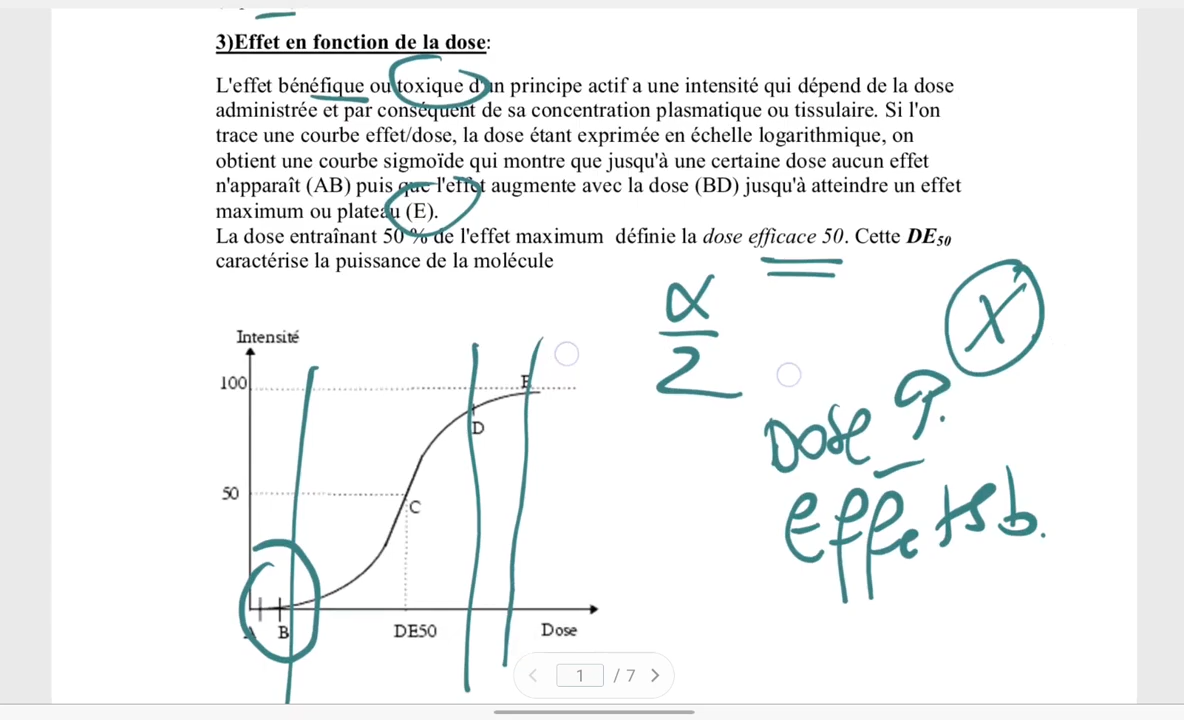 3)Effet en fonction de la dose:
L'effet bénéfique ou toxique d'un principe actif a une intensité qui dépend de la dose
administrée et par conséquent de sa concentration plasmatique ou tissulaire. Si l'on
trace une courbe effet/dose, la dose étant exprimée en échelle logarithmique, on
obtient une courbe sigmoïde qui montre que jusqu'à une certaine dose aucun effet
n'apparaît (AB) puis que l'effet augmente avec la dose (BD) jusqu'à atteindre un effet
maximum ou plateau (E).
La dose entraînant 50 % de l'effet maximum définie la dose efficace 50. Cette DE50
caractérise la puissance de la molécule
α
2
X
Dose
effets b.
Intensité
100
E
D
50
C
A B
DE50
Dose
1 / 7